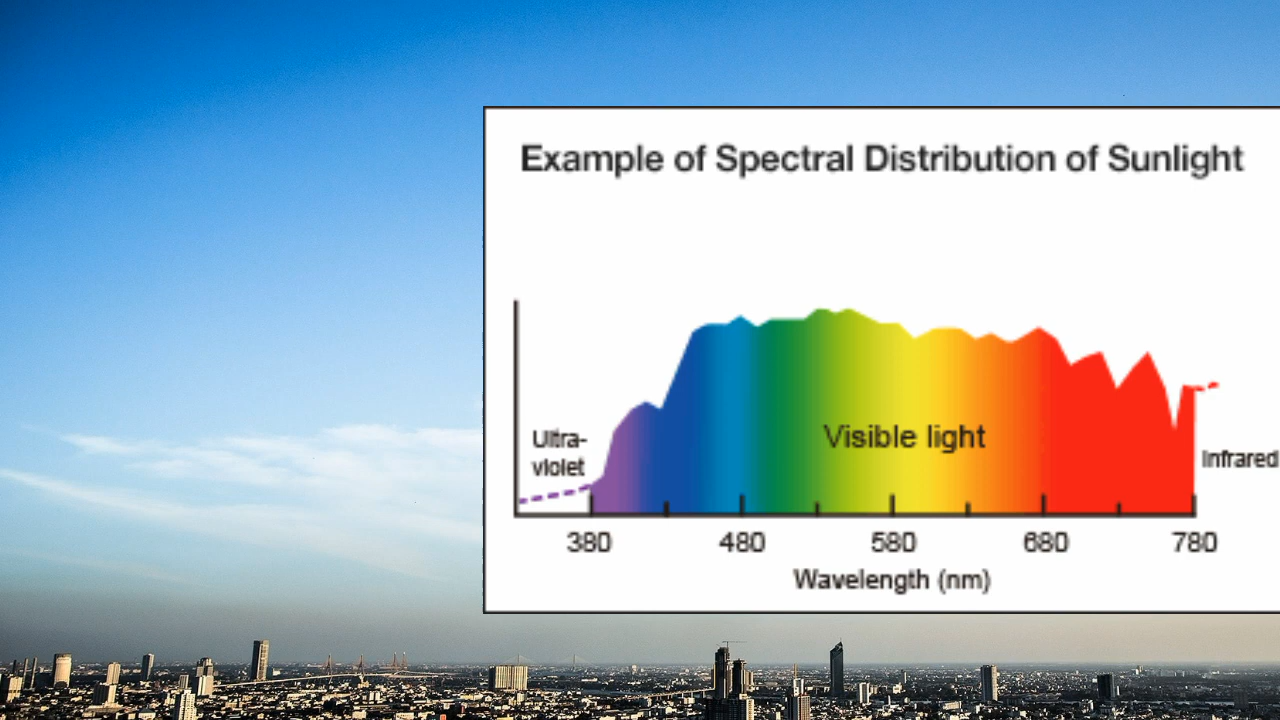 Example of Spectral Distribution of Sunlight
Ultra-
violet
Visible light
Infrared
380 480 580 680 780
Wavelength (nm)